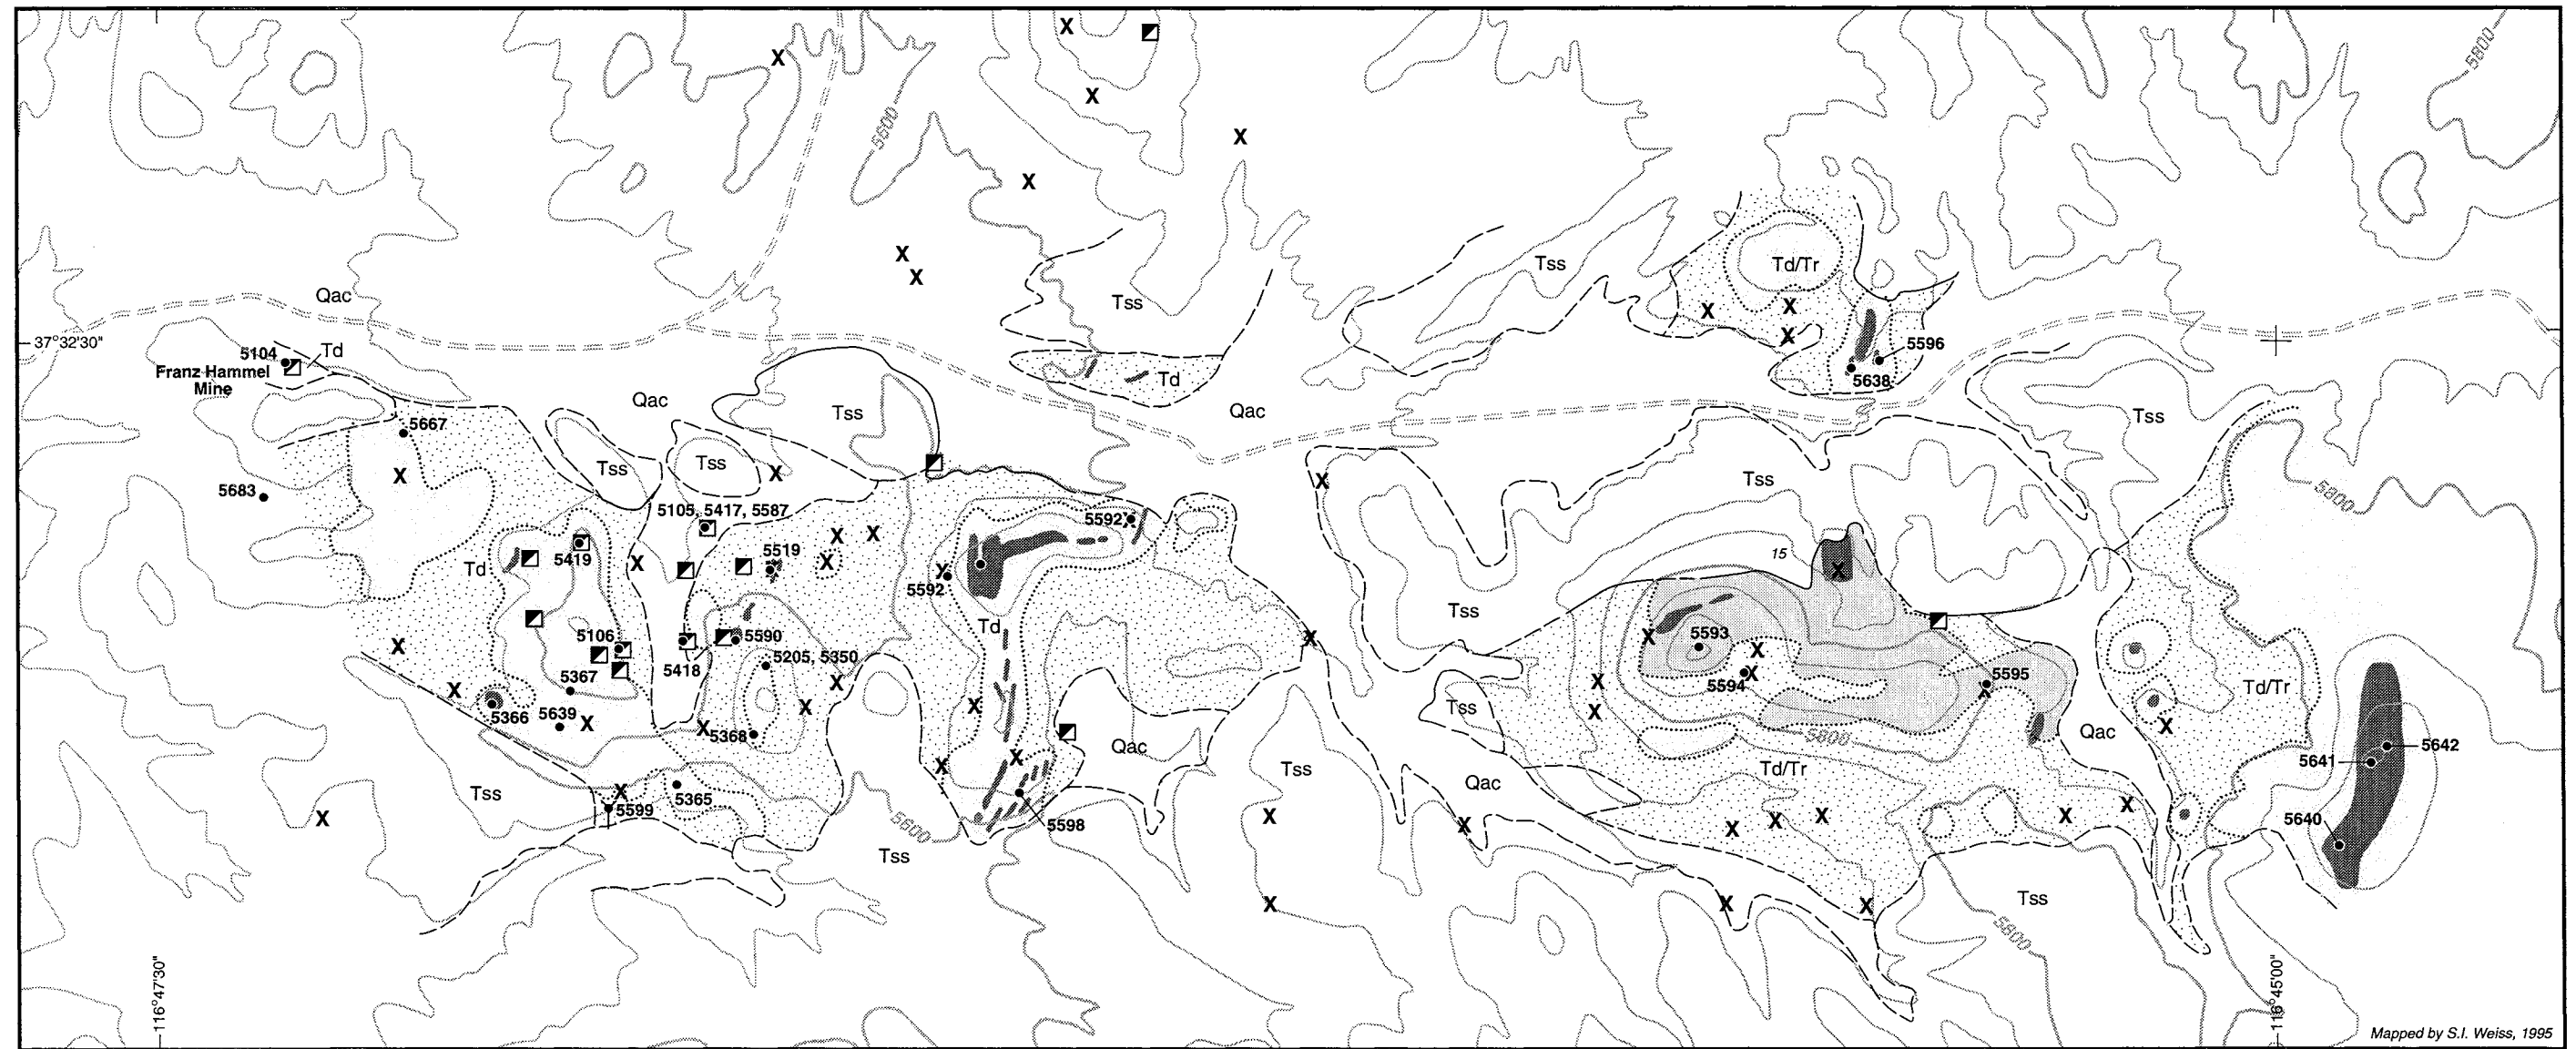 5800
5600
Tss
Td/Tr
Qac
Tss
37°32'30"
5104
Td
Franz Hammel
Mine
5596
5638
Td
Qac
Tss
Qac
Tss
5667
Tss
Tss
Tss
5683
5800
5105, 5417, 5587
5592
5419
5519
15
Td
5592
Tss
Td
5106
5590
5593
5418
5205, 5350
5367
5594
5595
Td/Tr
5366
5639
5368
Tss
Qac
5800
Qac
5642
5641
Tss
Td/Tr
Tss
Qac
5365
5599
5640
5598
5600
Tss
Tss
5800
116°47'30"
116°45'00"
Mapped by S.I. Weiss, 1995